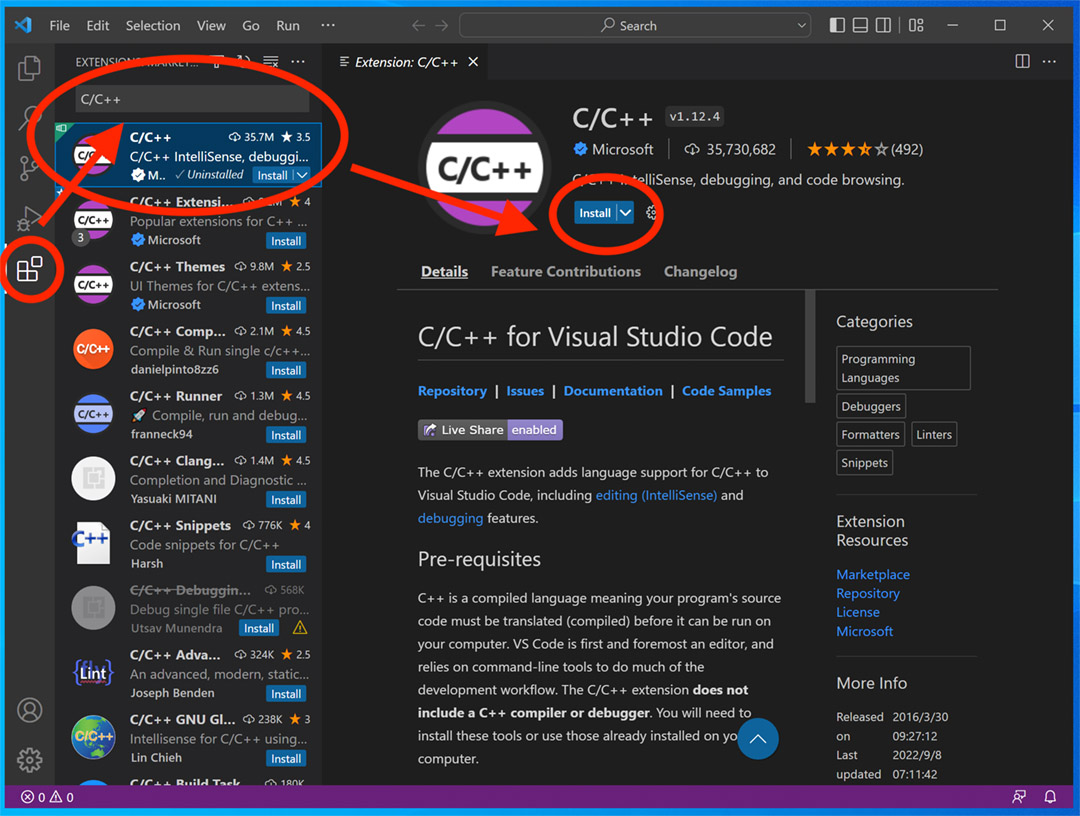 File Edit Selection View Go Run ··· Search
EXTENSIONS: MARKET...
C/C++
C/C++ 35.7M ★ 3.5
C/C++ IntelliSense, debuggi...
M.. ✓ Uninstalled Install
C/C++ Extensi... ★ 4
Popular extensions for C++ ...
3
Microsoft Install
C/C++ Themes 9.8M ★ 2.5
UI Themes for C/C++ exten...
Microsoft Install
C/C++
C/C++ Comp... 2.1M ★ 4.5
Compile & Run single c/c++...
danielpinto8zz6 Install
C/C++
C/C++ Runner 1.3M ★ 4.5
🚀 Compile, run and debug...
franneck94 Install
C/C++
C/C++ Clang... 1.4M ★ 4.5
Completion and Diagnostic ...
Yasuaki MITANI Install
C/C++ Snippets 776K ★ 4
Code snippets for C/C++
Harsh Install
C++
C/C++ Debuggin... 568K
Debug single file C/C++ pro...
Utsav Munendra Install
C/C++ Adva... 324K ★ 2.5
An advanced, modern, static...
Joseph Benden Install
{flexe Lint}
C/C++ GNU Gl... 238K ★ 3
Intellisense for C/C++ using...
Lin Chieh Install
C/C++
C/C++ Build Task 180K
Extension: C/C++
C/C++
C/C++ v1.12.4
Microsoft 35,730,682 (492)
C/C++ IntelliSense, debugging, and code browsing.
Install
Details Feature Contributions Changelog
C/C++ for Visual Studio Code
Repository | Issues | Documentation | Code Samples
Live Share enabled
The C/C++ extension adds language support for C/C++ to
Visual Studio Code, including editing (IntelliSense) and
debugging features.
Pre-requisites
C++ is a compiled language meaning your program's source
code must be translated (compiled) before it can be run on
your computer. VS Code is first and foremost an editor, and
relies on command-line tools to do much of the
development workflow. The C/C++ extension does not
include a C++ compiler or debugger. You will need to
install these tools or use those already installed on
computer.
Categories
Programming
Languages
Debuggers
Formatters Linters
Snippets
Extension
Resources
Marketplace
Repository
License
Microsoft
More Info
Released 2016/3/30
on 09:27:12
Last 2022/9/8
updated 07:11:42
0 0